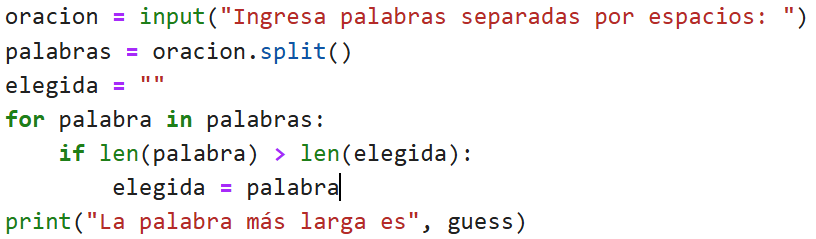 oracion = input("Ingresa palabras separadas por espacios: ")
palabras = oracion.split()
elegida = ""
for palabra in palabras:
    if len(palabra) > len(elegida):
        elegida = palabra
print("La palabra más larga es", guess)